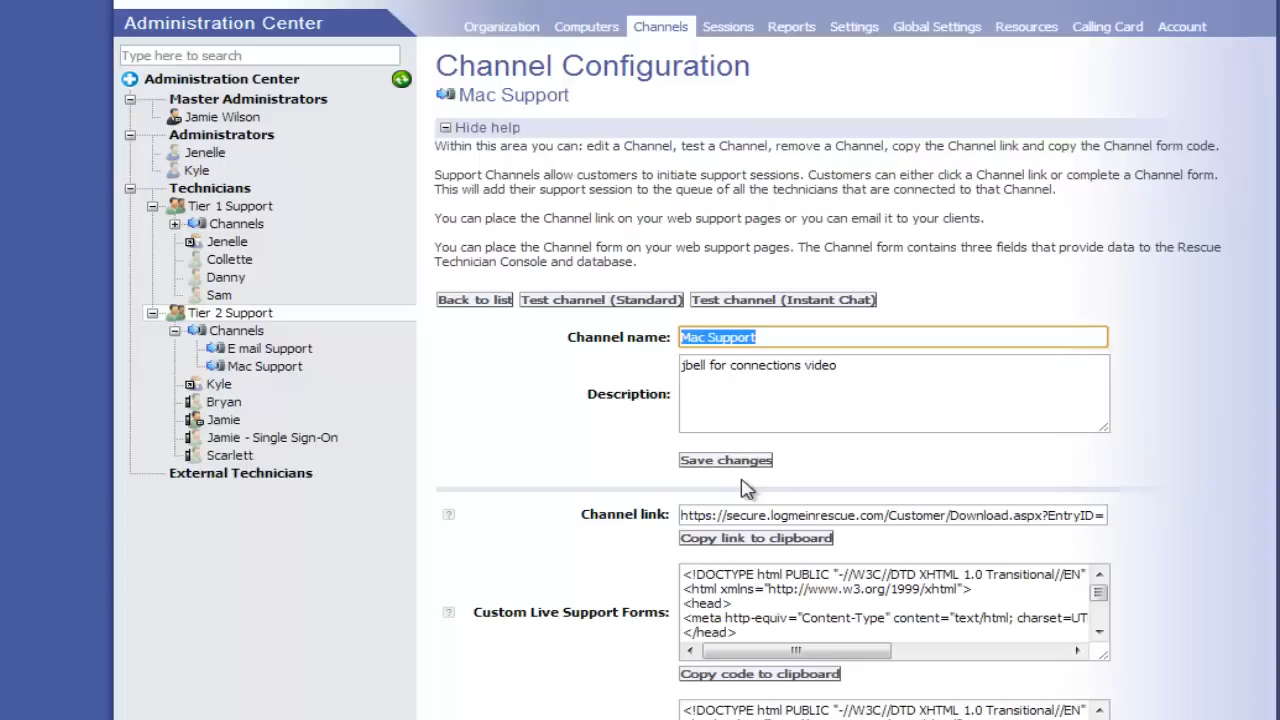 Administration Center
Organization Computers Channels Sessions Reports Settings Global Settings Resources Calling Card Account
Type here to search
Administration Center
Master Administrators
Jamie Wilson
Administrators
Jenelle
Kyle
Technicians
Tier 1 Support
Channels
Jenelle
Collette
Danny
Sam
Tier 2 Support
Channels
E mail Support
Mac Support
Kyle
Bryan
Jamie
Jamie - Single Sign-On
Scarlett
External Technicians
Channel Configuration
Mac Support
Hide help
Within this area you can: edit a Channel, test a Channel, remove a Channel, copy the Channel link and copy the Channel form code.
Support Channels allow customers to initiate support sessions. Customers can either click a Channel link or complete a Channel form.
This will add their support session to the queue of all the technicians that are connected to that Channel.
You can place the Channel link on your web support pages or you can email it to your clients.
You can place the Channel form on your web support pages. The Channel form contains three fields that provide data to the Rescue
Technician Console and database.
Back to list Test channel (Standard) Test channel (Instant Chat)
Channel name: Mac Support
jbell for connections video
Description:
Save changes
? Channel link: https://secure.logmeinrescue.com/Customer/Download.aspx?EntryID=
Copy link to clipboard
<!DOCTYPE html PUBLIC "-//W3C//DTD XHTML 1.0 Transitional//EN"
<html xmlns="http://www.w3.org/1999/xhtml">
<head>
? Custom Live Support Forms:
<meta http-equiv="Content-Type" content="text/html; charset=UT
</head>
Copy code to clipboard
<!DOCTYPE html PUBLIC "-//W3C//DTD XHTML 1.0 Transitional//EN"